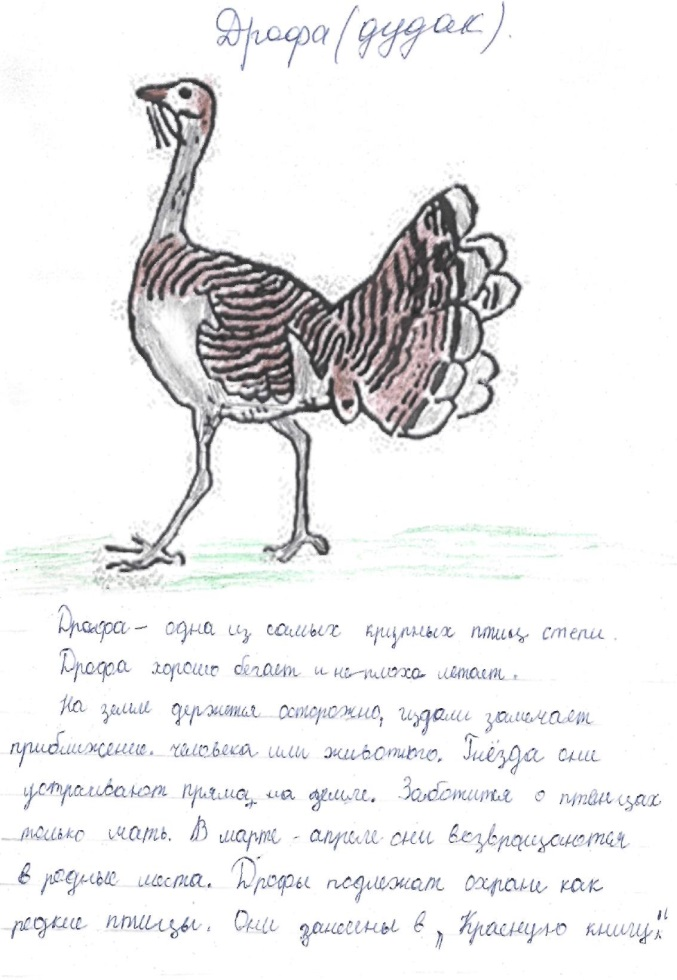 Дрофа (дудак).
Дрофа – одна из самых крупных птиц степи.
Дрофа хорошо бегает и не плохо летает.
На земле держится осторожно, издали замечает
приближение человека или животного. Гнёзда они
устраивают прямо на земле. Заботится о птенцах
только мать. В марте - апреле они возвращаются
в родные места. Дрофы подлежат охране как
редкие птицы. Они занесены в „Красную книгу“